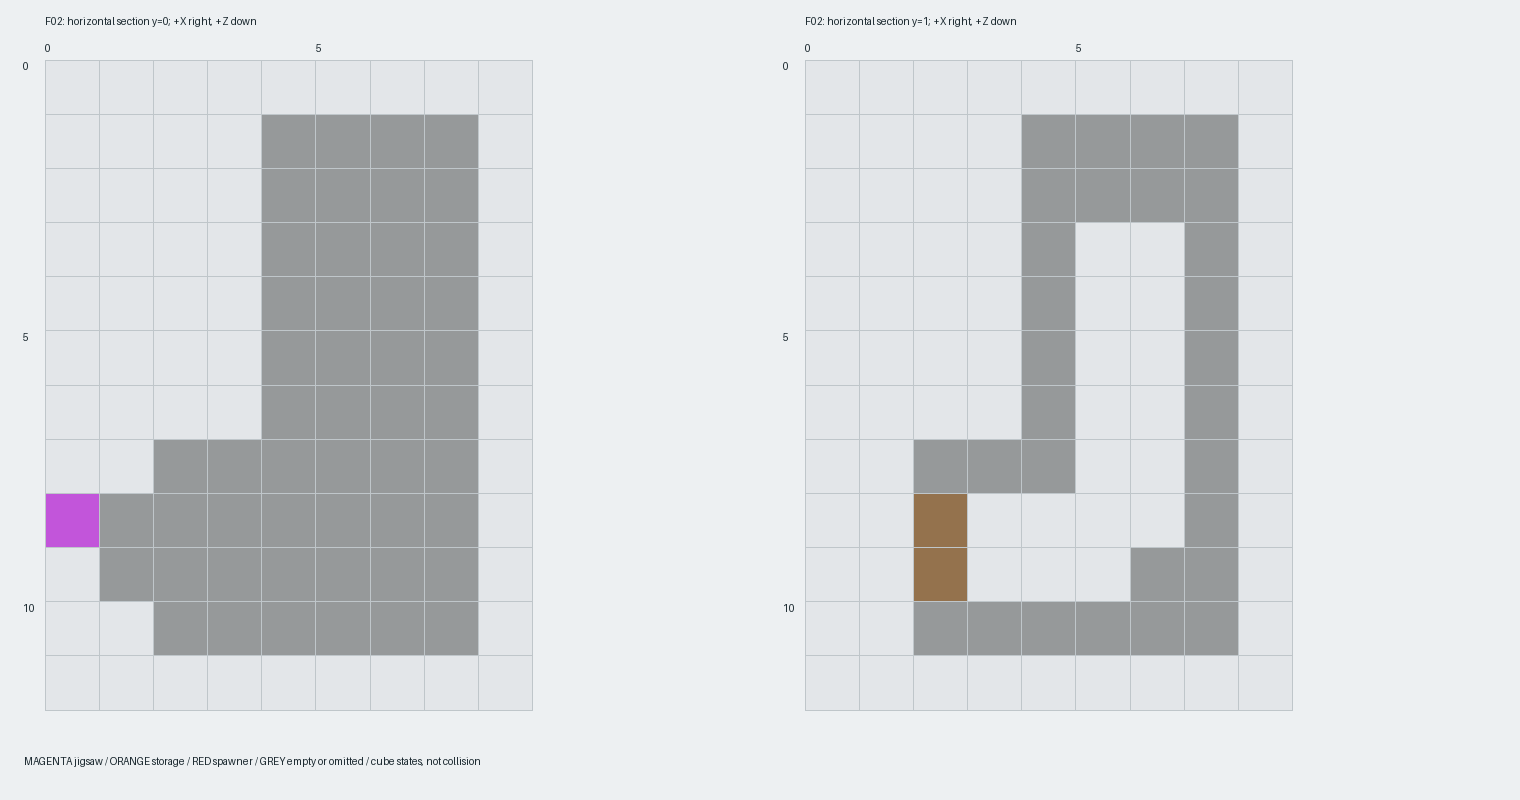 F02: horizontal section y=0; +X right, +Z down
F02: horizontal section y=1; +X right, +Z down
0 5
0 5
0
0
5
5
10
10
MAGENTA jigsaw / ORANGE storage / RED spawner / GREY empty or omitted / cube states, not collision